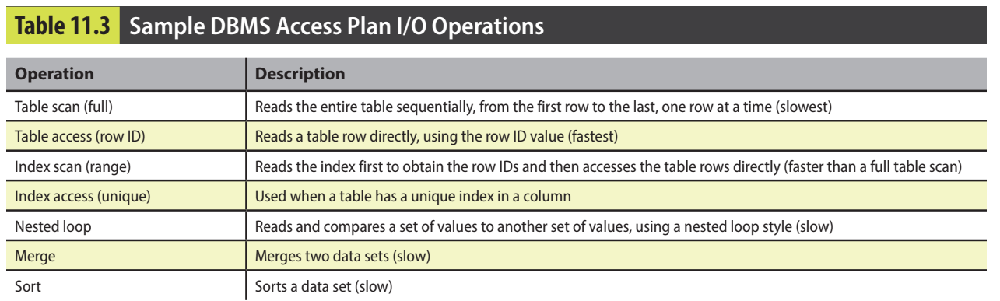 Table 11.3 Sample DBMS Access Plan I/O Operations
Operation Description
Table scan (full) Reads the entire table sequentially, from the first row to the last, one row at a time (slowest)
Table access (row ID) Reads a table row directly, using the row ID value (fastest)
Index scan (range) Reads the index first to obtain the row IDs and then accesses the table rows directly (faster than a full table scan)
Index access (unique) Used when a table has a unique index in a column
Nested loop Reads and compares a set of values to another set of values, using a nested loop style (slow)
Merge Merges two data sets (slow)
Sort Sorts a data set (slow)